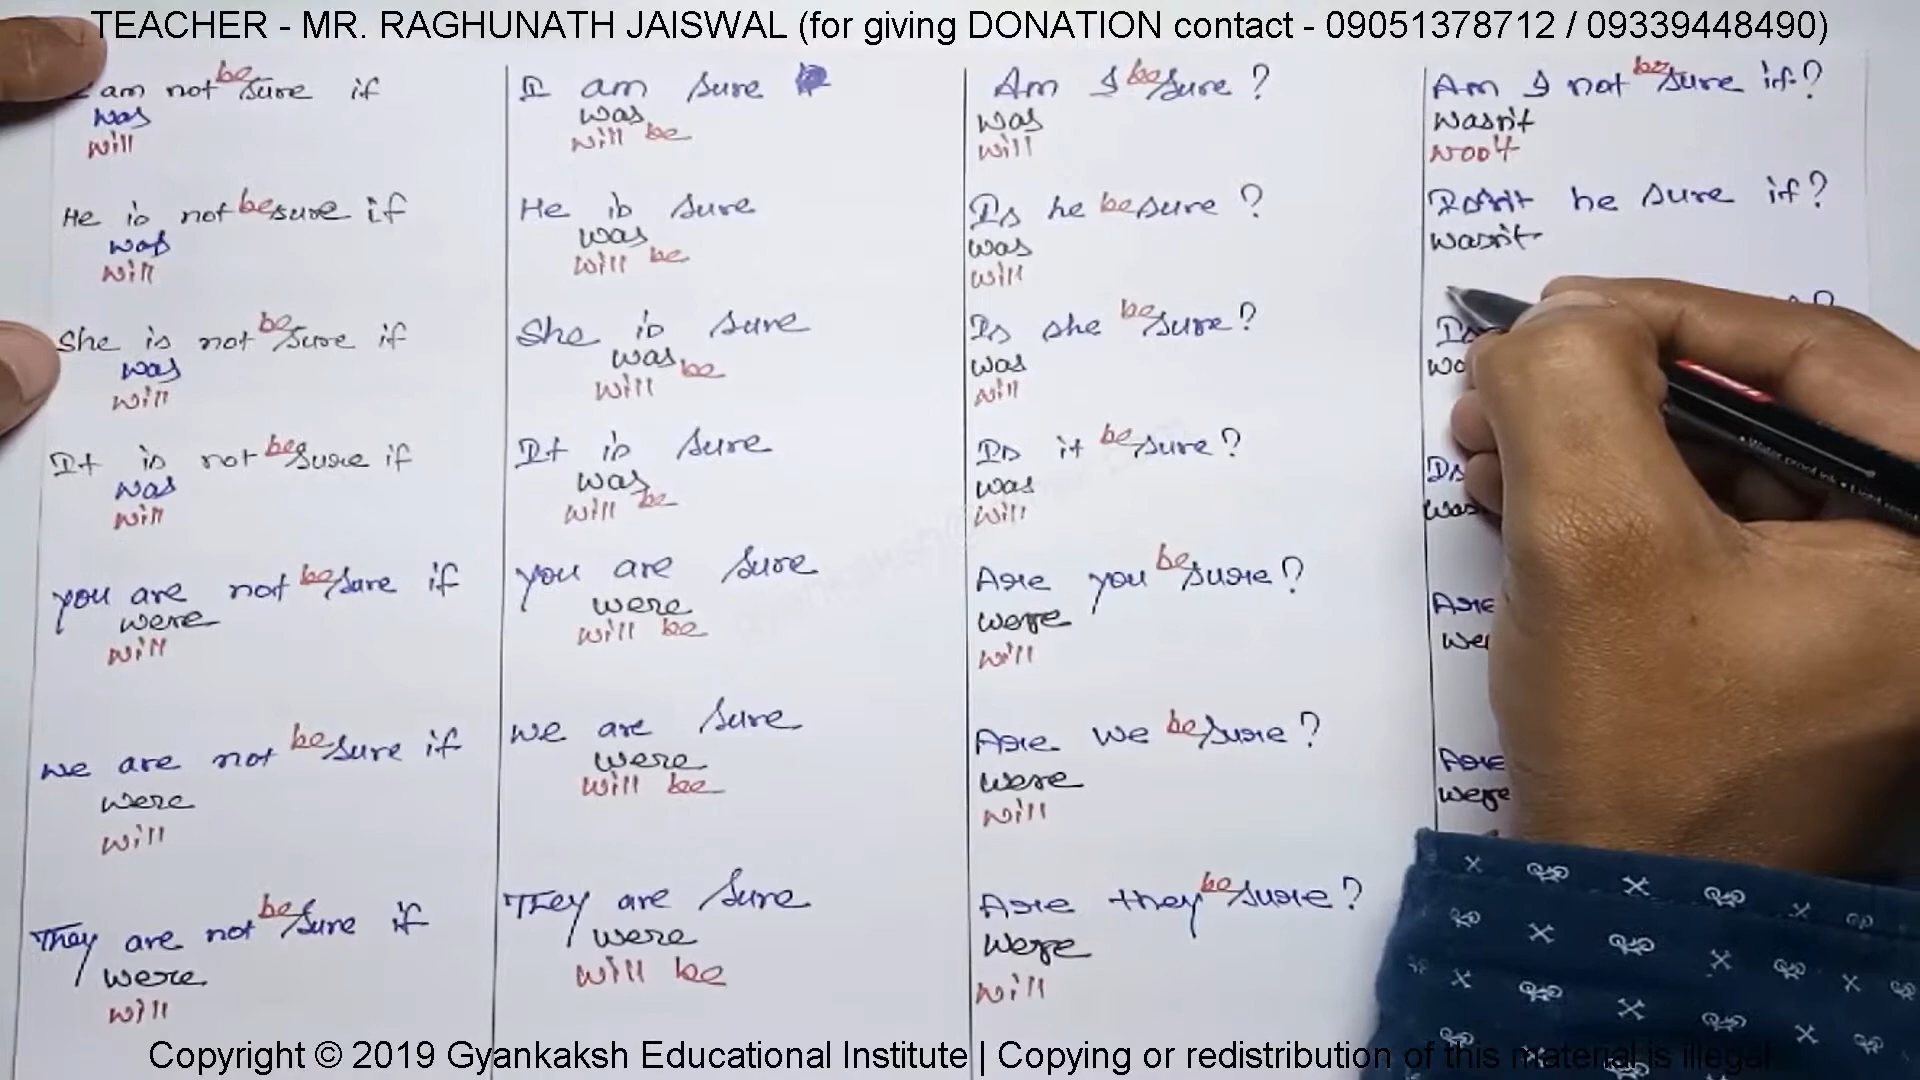 TEACHER - MR. RAGHUNATH JAISWAL (for giving DONATION contact - 09051378712 / 09339448490)
am not be sure if
was
will
He is not be sure if
was
will
She is not be sure if
was
will
It is not be sure if
was
will
you are not be sure if
were
will
we are not be sure if
were
will
They are not be sure if
were
will
I am sure
was
will be
He is sure
was
will be
She is sure
was
will be
It is sure
was
will be
you are sure
were
will be
we are sure
were
will be
They are sure
were
will be
Am I be sure ?
was
will
Is he be sure ?
was
will
Is she be sure ?
was
will
Is it be sure ?
was
will
Are you be sure ?
were
will
Are we be sure ?
were
will
Are they be sure ?
were
will
Am I not be sure if ?
wasn't
he sure if ?
wasn't
Is
Are
Are
were
Copyright © 2019 Gyankaksh Educational Institute | Copying or redistribution of this material is illegal